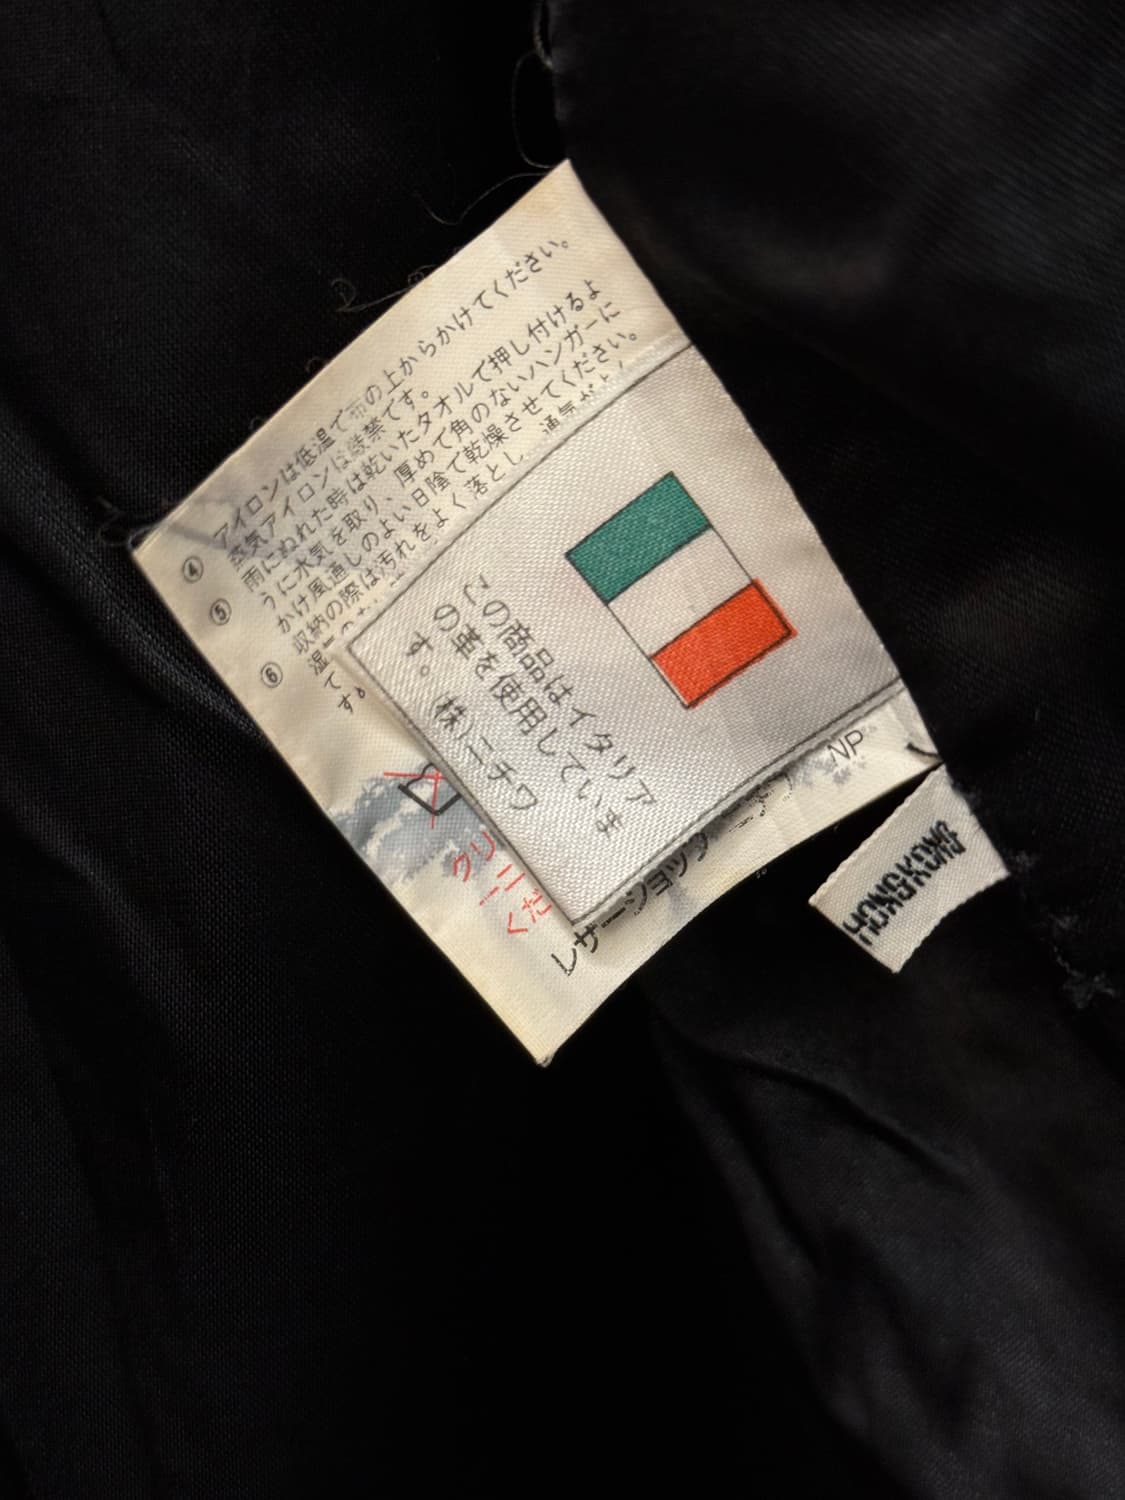 ④ アイロンは低温で布の上からかけてください。
蒸気アイロンは厳禁です。
⑤ 雨にぬれた時は乾いたタオルで押し付けるよ
うに水気を取り、厚めで角のないハンガーに
かけ風通しのよい日陰で乾燥させてください。
⑥ 収納の際は汚れをよく落とし 通気が
湿
です。
この商品はイタリア
の革を使用していま
す。 (株)ニチワ
クリ
くだ
レザーショップ
NP
HONGKONG